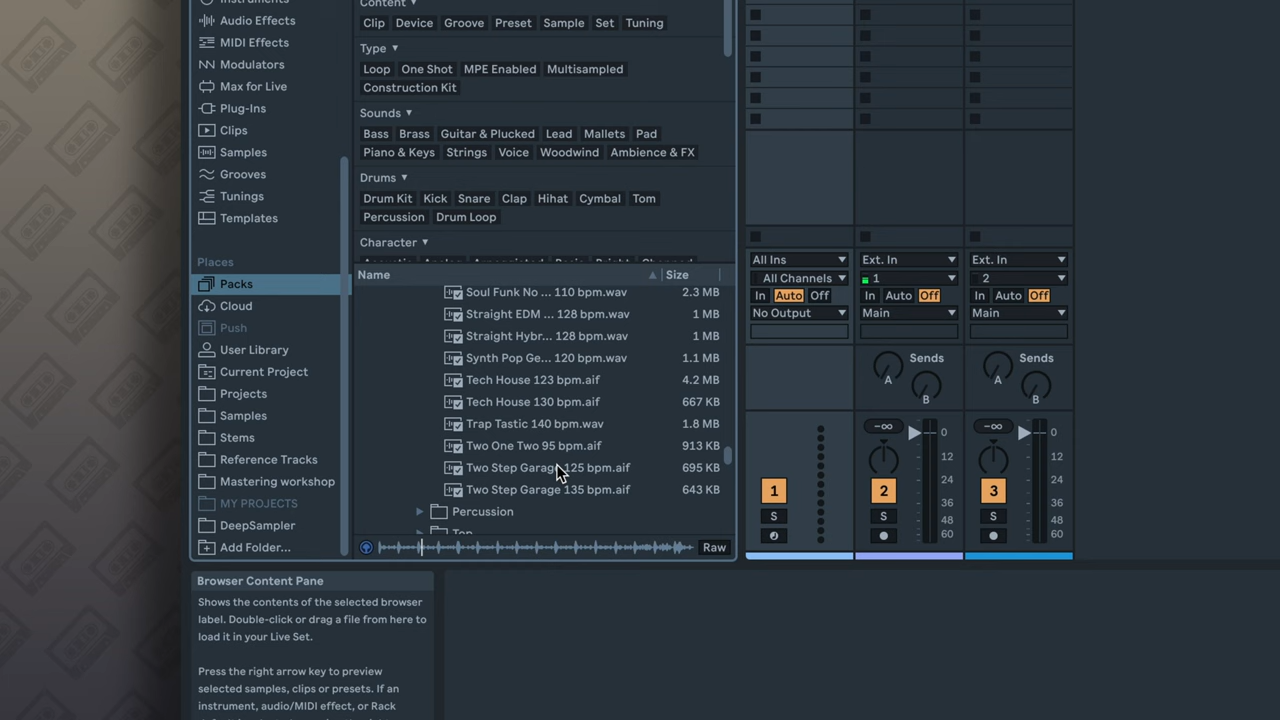 Instruments
Audio Effects
MIDI Effects
Modulators
Max for Live
Plug-Ins
Clips
Samples
Grooves
Tunings
Templates
Places
Packs
Cloud
Push
User Library
Current Project
Projects
Samples
Stems
Reference Tracks
Mastering workshop
MY PROJECTS
DeepSampler
Add Folder...
Content
Clip Device Groove Preset Sample Set Tuning
Type
Loop One Shot MPE Enabled Multisampled
Construction Kit
Sounds
Bass Brass Guitar & Plucked Lead Mallets Pad
Piano & Keys Strings Voice Woodwind Ambience & FX
Drums
Drum Kit Kick Snare Clap Hihat Cymbal Tom
Percussion Drum Loop
Character
Name Size
Soul Funk No ... 110 bpm.wav 2.3 MB
Straight EDM ... 128 bpm.wav 1 MB
Straight Hybr... 128 bpm.wav 1 MB
Synth Pop Ge... 120 bpm.wav 1.1 MB
Tech House 123 bpm.aif 4.2 MB
Tech House 130 bpm.aif 667 KB
Trap Tastic 140 bpm.wav 1.8 MB
Two One Two 95 bpm.aif 913 KB
Two Step Garage 125 bpm.aif 695 KB
Two Step Garage 135 bpm.aif 643 KB
Percussion
Top
Raw
All Ins Ext. In Ext. In
All Channels 1 2
In Auto Off In Auto Off In Auto Off
No Output Main Main
Sends Sends
A A
B B
-∞ -∞
0 0
12 12
24 24
36 36
48 48
60 60
1 2 3
S S S
Browser Content Pane
Shows the contents of the selected browser
label. Double-click or drag a file from here to
load it in your Live Set.
Press the right arrow key to preview
selected samples, clips or presets. If an
instrument, audio/MIDI effect, or Rack